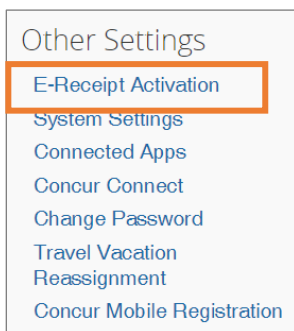 Other Settings
E-Receipt Activation
System Settings
Connected Apps
Concur Connect
Change Password
Travel Vacation
Reassignment
Concur Mobile Registration